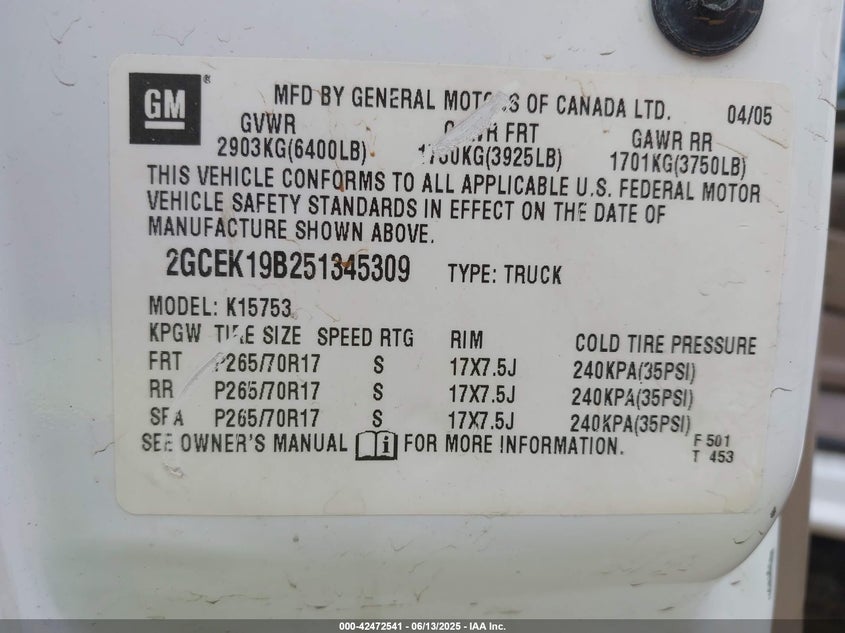 GM ®
MFD BY GENERAL MOTORS OF CANADA LTD. 04/05
GVWR GAWR FRT GAWR RR
2903KG(6400LB) 1780KG(3925LB) 1701KG(3750LB)
THIS VEHICLE CONFORMS TO ALL APPLICABLE U.S. FEDERAL MOTOR
VEHICLE SAFETY STANDARDS IN EFFECT ON THE DATE OF
MANUFACTURE SHOWN ABOVE.
2GCEK19B251345309 TYPE: TRUCK
MODEL: K15753
KPGW TIRE SIZE SPEED RTG RIM COLD TIRE PRESSURE
FRT P265/70R17 S 17X7.5J 240KPA(35PSI)
RR P265/70R17 S 17X7.5J 240KPA(35PSI)
SPA P265/70R17 S 17X7.5J 240KPA(35PSI)
SEE OWNER'S MANUAL i FOR MORE INFORMATION.
F 501
T 453
000-42472541 - 06/13/2025 - IAA Inc.